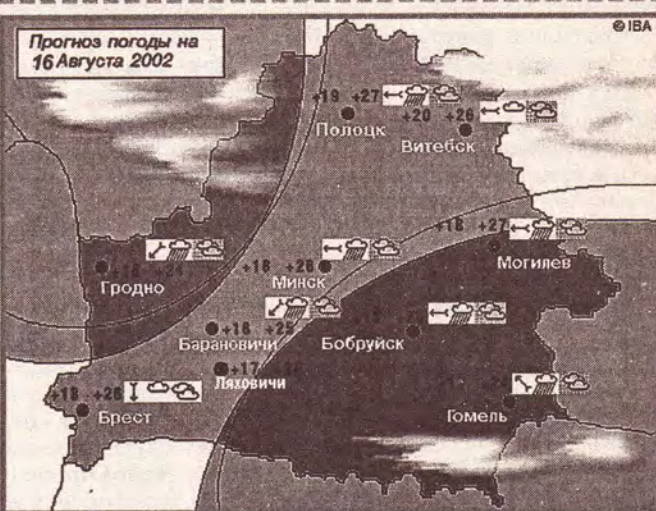 Прогноз погоды на
16 Августа 2002
© IBA
+19 +27
Полоцк
+20 +26
Витебск
+18 +27
Могилев
Гродно
+18 +28
Минск
+18 +25
Барановичи
Бобруйск
+17
Ляховичи
+18 +26
Брест
Гомель